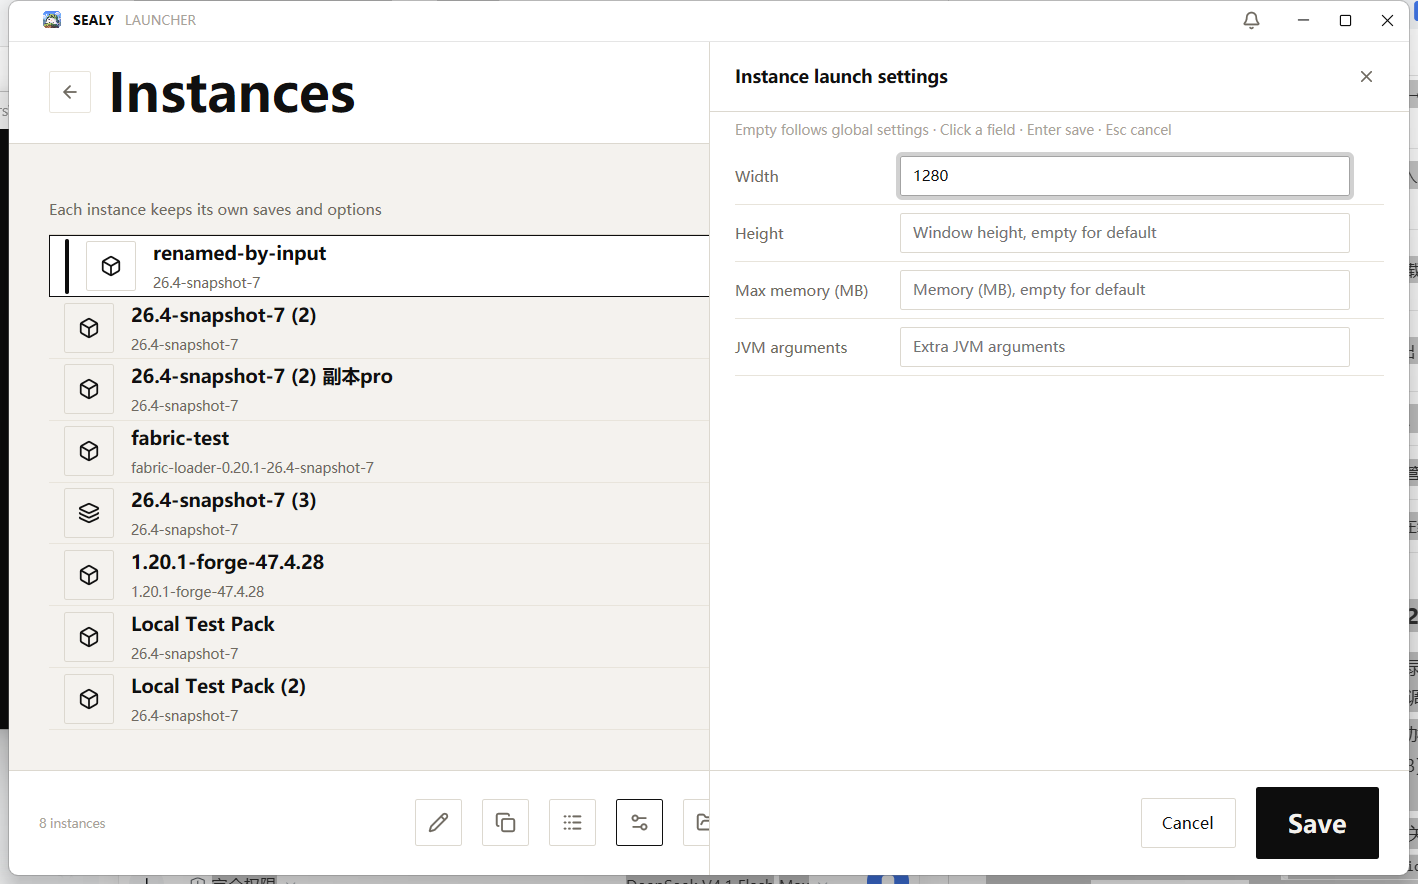 SEALY LAUNCHER
Instances
Each instance keeps its own saves and options
renamed-by-input
26.4-snapshot-7
26.4-snapshot-7 (2)
26.4-snapshot-7
26.4-snapshot-7 (2) 副本pro
26.4-snapshot-7
fabric-test
fabric-loader-0.20.1-26.4-snapshot-7
26.4-snapshot-7 (3)
26.4-snapshot-7
1.20.1-forge-47.4.28
1.20.1-forge-47.4.28
Local Test Pack
26.4-snapshot-7
Local Test Pack (2)
26.4-snapshot-7
8 instances
Instance launch settings
Empty follows global settings · Click a field · Enter save · Esc cancel
Width
1280
Height
Window height, empty for default
Max memory (MB)
Memory (MB), empty for default
JVM arguments
Extra JVM arguments
Cancel
Save